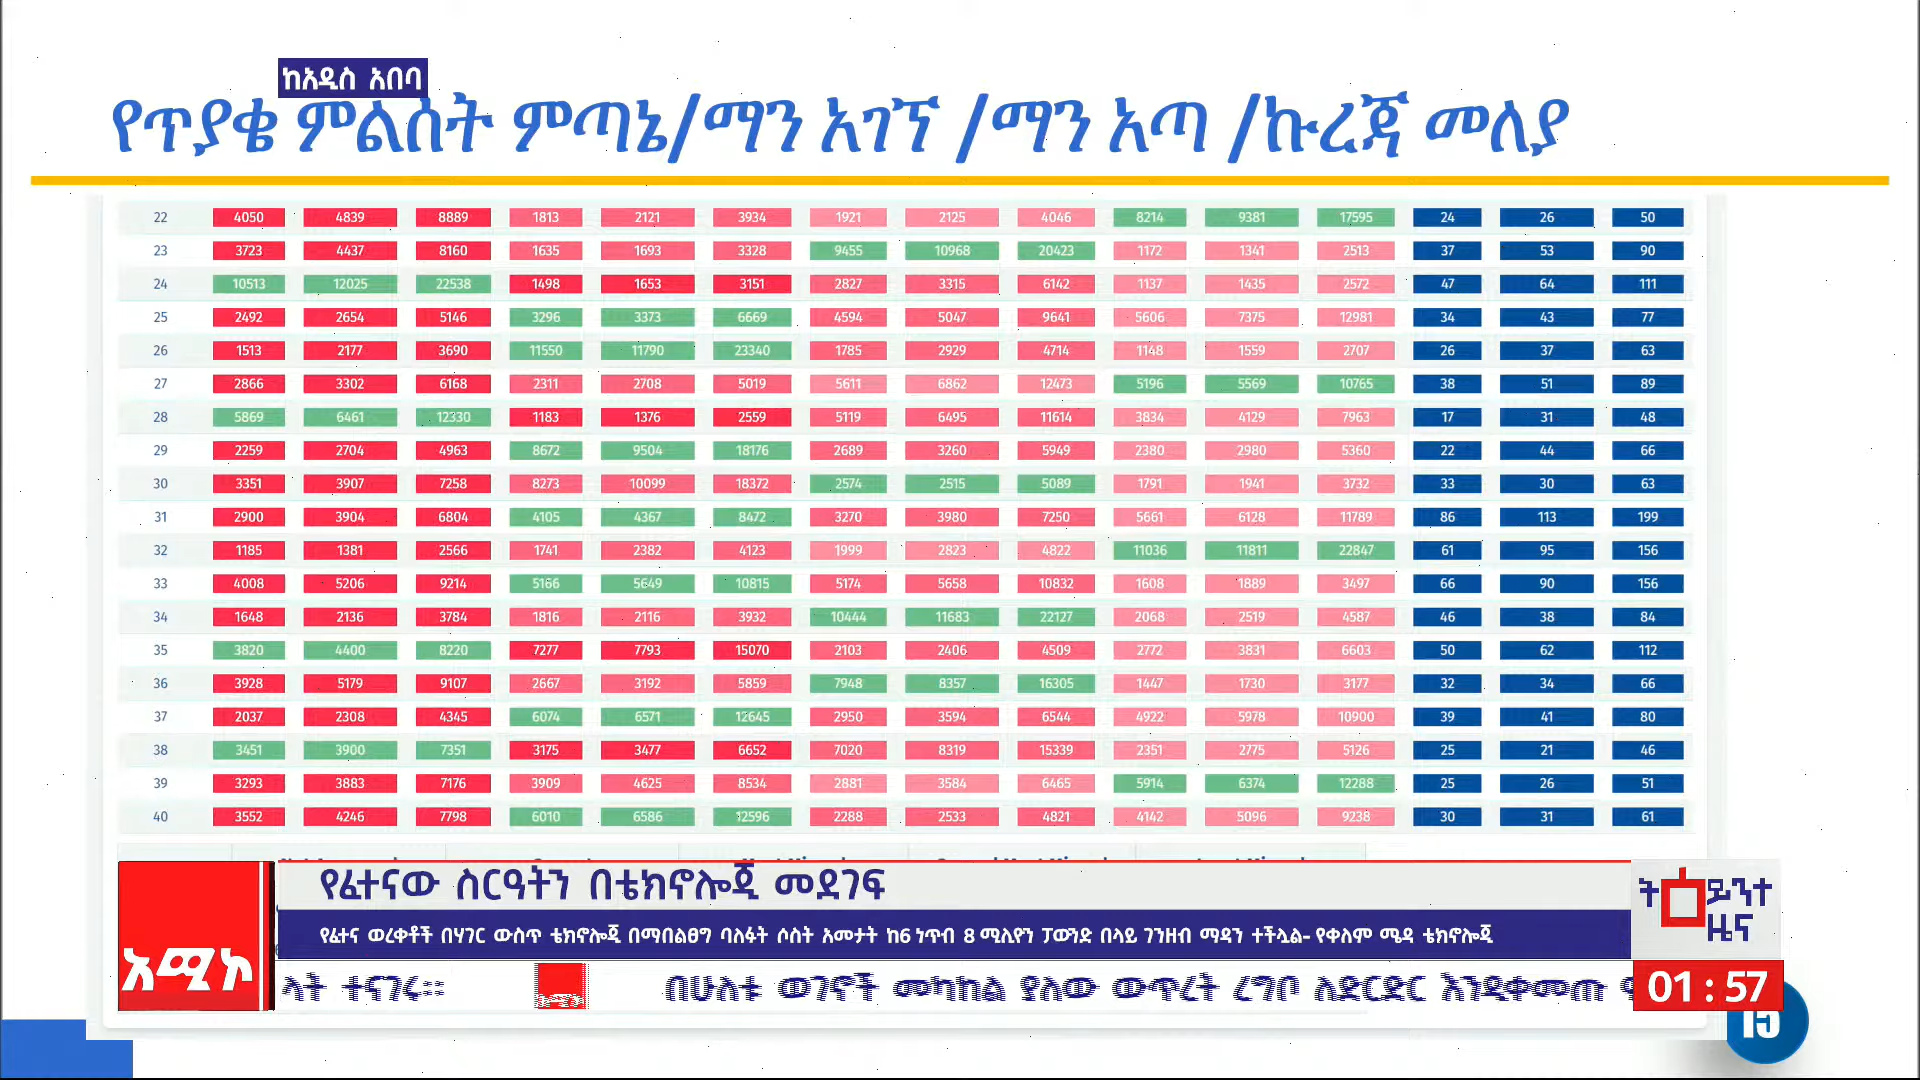 ከአዲስ አበባ
የጥያቄ ምልሰት ምጣኔ/ማን አገኘ /ማን አጣ /ኩረጃ መለያ
22 4050 4839 8889 1813 2121 3934 1921 2125 4046 8214 9381 17595 24 26 50
23 3723 4437 8160 1635 1693 3328 9455 10968 20423 1172 1341 2513 37 53 90
24 10513 12025 22538 1498 1653 3151 2827 3315 6142 1137 1435 2572 47 64 111
25 2492 2654 5146 3296 3373 6669 4594 5047 9641 5606 7375 12981 34 43 77
26 1513 2177 3690 11550 11790 23340 1785 2929 4714 1148 1559 2707 26 37 63
27 2866 3302 6168 2311 2708 5019 5611 6862 12473 5196 5569 10765 38 51 89
28 5869 6461 12330 1183 1376 2559 5119 6495 11614 3834 4129 7963 17 31 48
29 2259 2704 4963 8672 9504 18176 2689 3260 5949 2380 2980 5360 22 44 66
30 3351 3907 7258 8273 10099 18372 2574 2515 5089 1791 1941 3732 33 30 63
31 2900 3904 6804 4105 4367 8472 3270 3980 7250 5661 6128 11789 86 113 199
32 1185 1381 2566 1741 2382 4123 1999 2823 4822 11036 11811 22847 61 95 156
33 4008 5206 9214 5166 5649 10815 5174 5658 10832 1608 1889 3497 66 90 156
34 1648 2136 3784 1816 2116 3932 10444 11683 22127 2068 2519 4587 46 38 84
35 3820 4400 8220 7277 7793 15070 2103 2406 4509 2772 3831 6603 50 62 112
36 3928 5179 9107 2667 3192 5859 7948 8357 16305 1447 1730 3177 32 34 66
37 2037 2308 4345 6074 6571 12645 2950 3594 6544 4922 5978 10900 39 41 80
38 3451 3900 7351 3175 3477 6652 7020 8319 15339 2351 2775 5126 25 21 46
39 3293 3883 7176 3909 4625 8534 2881 3584 6465 5914 6374 12288 25 26 51
40 3552 4246 7798 6010 6586 12596 2288 2533 4821 4142 5096 9238 30 31 61
የፈተናው ስርዓትን በቴክኖሎጂ መደገፍ
የፈተና ወረቀቶች በሃገር ውስጥ ቴክኖሎጂ በማበልፀግ ባለፉት ሶስት አመታት ከ6 ነጥብ 8 ሚሊየን ፓውንድ በላይ ገንዘብ ማዳን ተችሏል- የቀለም ሜዳ ቴክኖሎጂ
አሚኮ
ላት ተናገሩ። አሚኮ በሁለቱ ወገኖች መካከል ያለው ውጥረት ረግቦ ለድርድር እንዲቀመጡ
ዜና
01:57
15